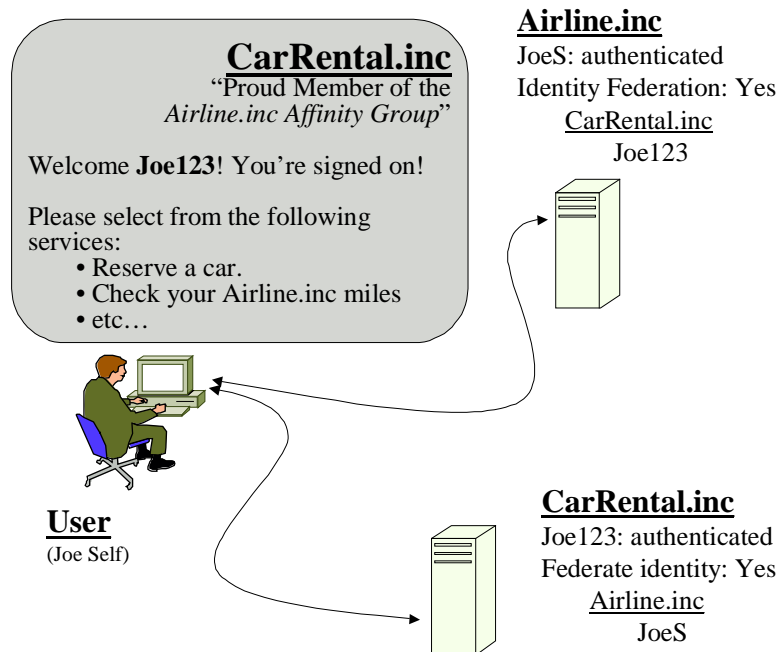 CarRental.inc
“Proud Member of the
Airline.inc Affinity Group”
Welcome Joe123! You’re signed on!
Please select from the following
services:
• Reserve a car.
• Check your Airline.inc miles
• etc…
Airline.inc
JoeS: authenticated
Identity Federation: Yes
CarRental.inc
Joe123
User
(Joe Self)
CarRental.inc
Joe123: authenticated
Federate identity: Yes
Airline.inc
JoeS